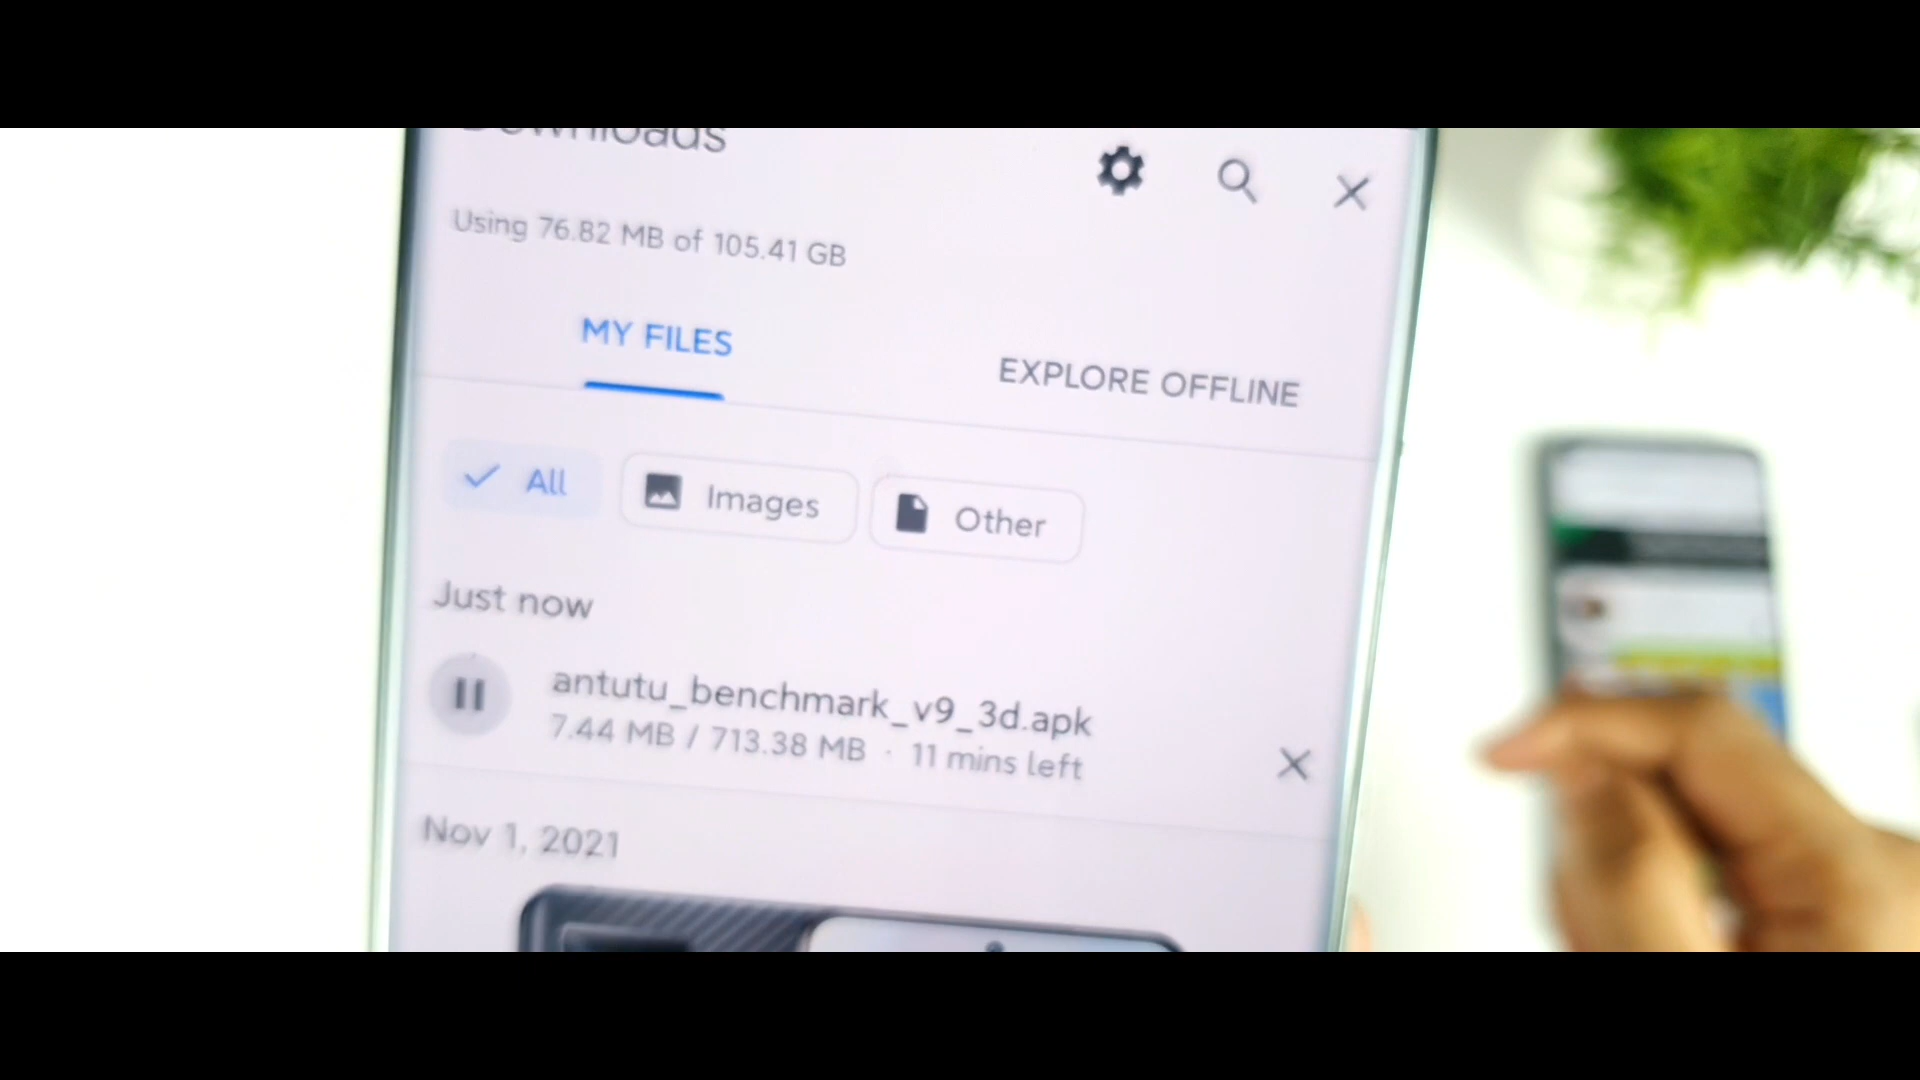 Downloads
Using 76.82 MB of 105.41 GB
MY FILES
EXPLORE OFFLINE
All
Images
Other
Just now
antutu_benchmark_v9_3d.apk
7.44 MB / 713.38 MB · 11 mins left
Nov 1, 2021